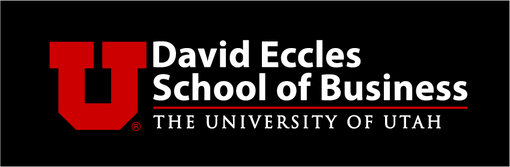 U®
David Eccles
School of Business
THE UNIVERSITY OF UTAH